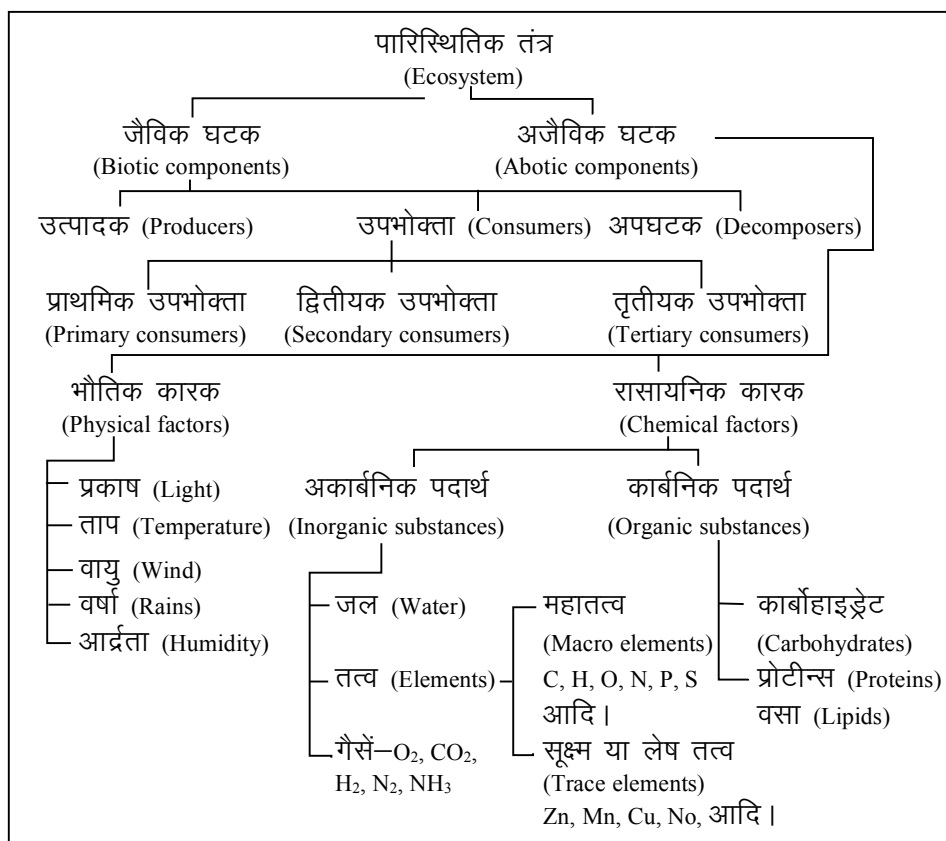 पारिस्थितिक तंत्र
(Ecosystem)
जैविक घटक
(Biotic components)
अजैविक घटक
(Abotic components)
उत्पादक (Producers)
उपभोक्ता (Consumers)
अपघटक (Decomposers)
प्राथमिक उपभोक्ता
(Primary consumers)
द्वितीयक उपभोक्ता
(Secondary consumers)
तृतीयक उपभोक्ता
(Tertiary consumers)
भौतिक कारक
(Physical factors)
रासायनिक कारक
(Chemical factors)
प्रकाष (Light)
ताप (Temperature)
वायु (Wind)
वर्षा (Rains)
आर्द्रता (Humidity)
अकार्बनिक पदार्थ
(Inorganic substances)
कार्बनिक पदार्थ
(Organic substances)
जल (Water)
तत्व (Elements)
गैसें–O₂, CO₂,
H₂, N₂, NH₃
महातत्व
(Macro elements)
C, H, O, N, P, S
आदि।
सूक्ष्म या लेष तत्व
(Trace elements)
Zn, Mn, Cu, No, आदि।
कार्बोहाइड्रेट
(Carbohydrates)
प्रोटीन्स (Proteins)
वसा (Lipids)